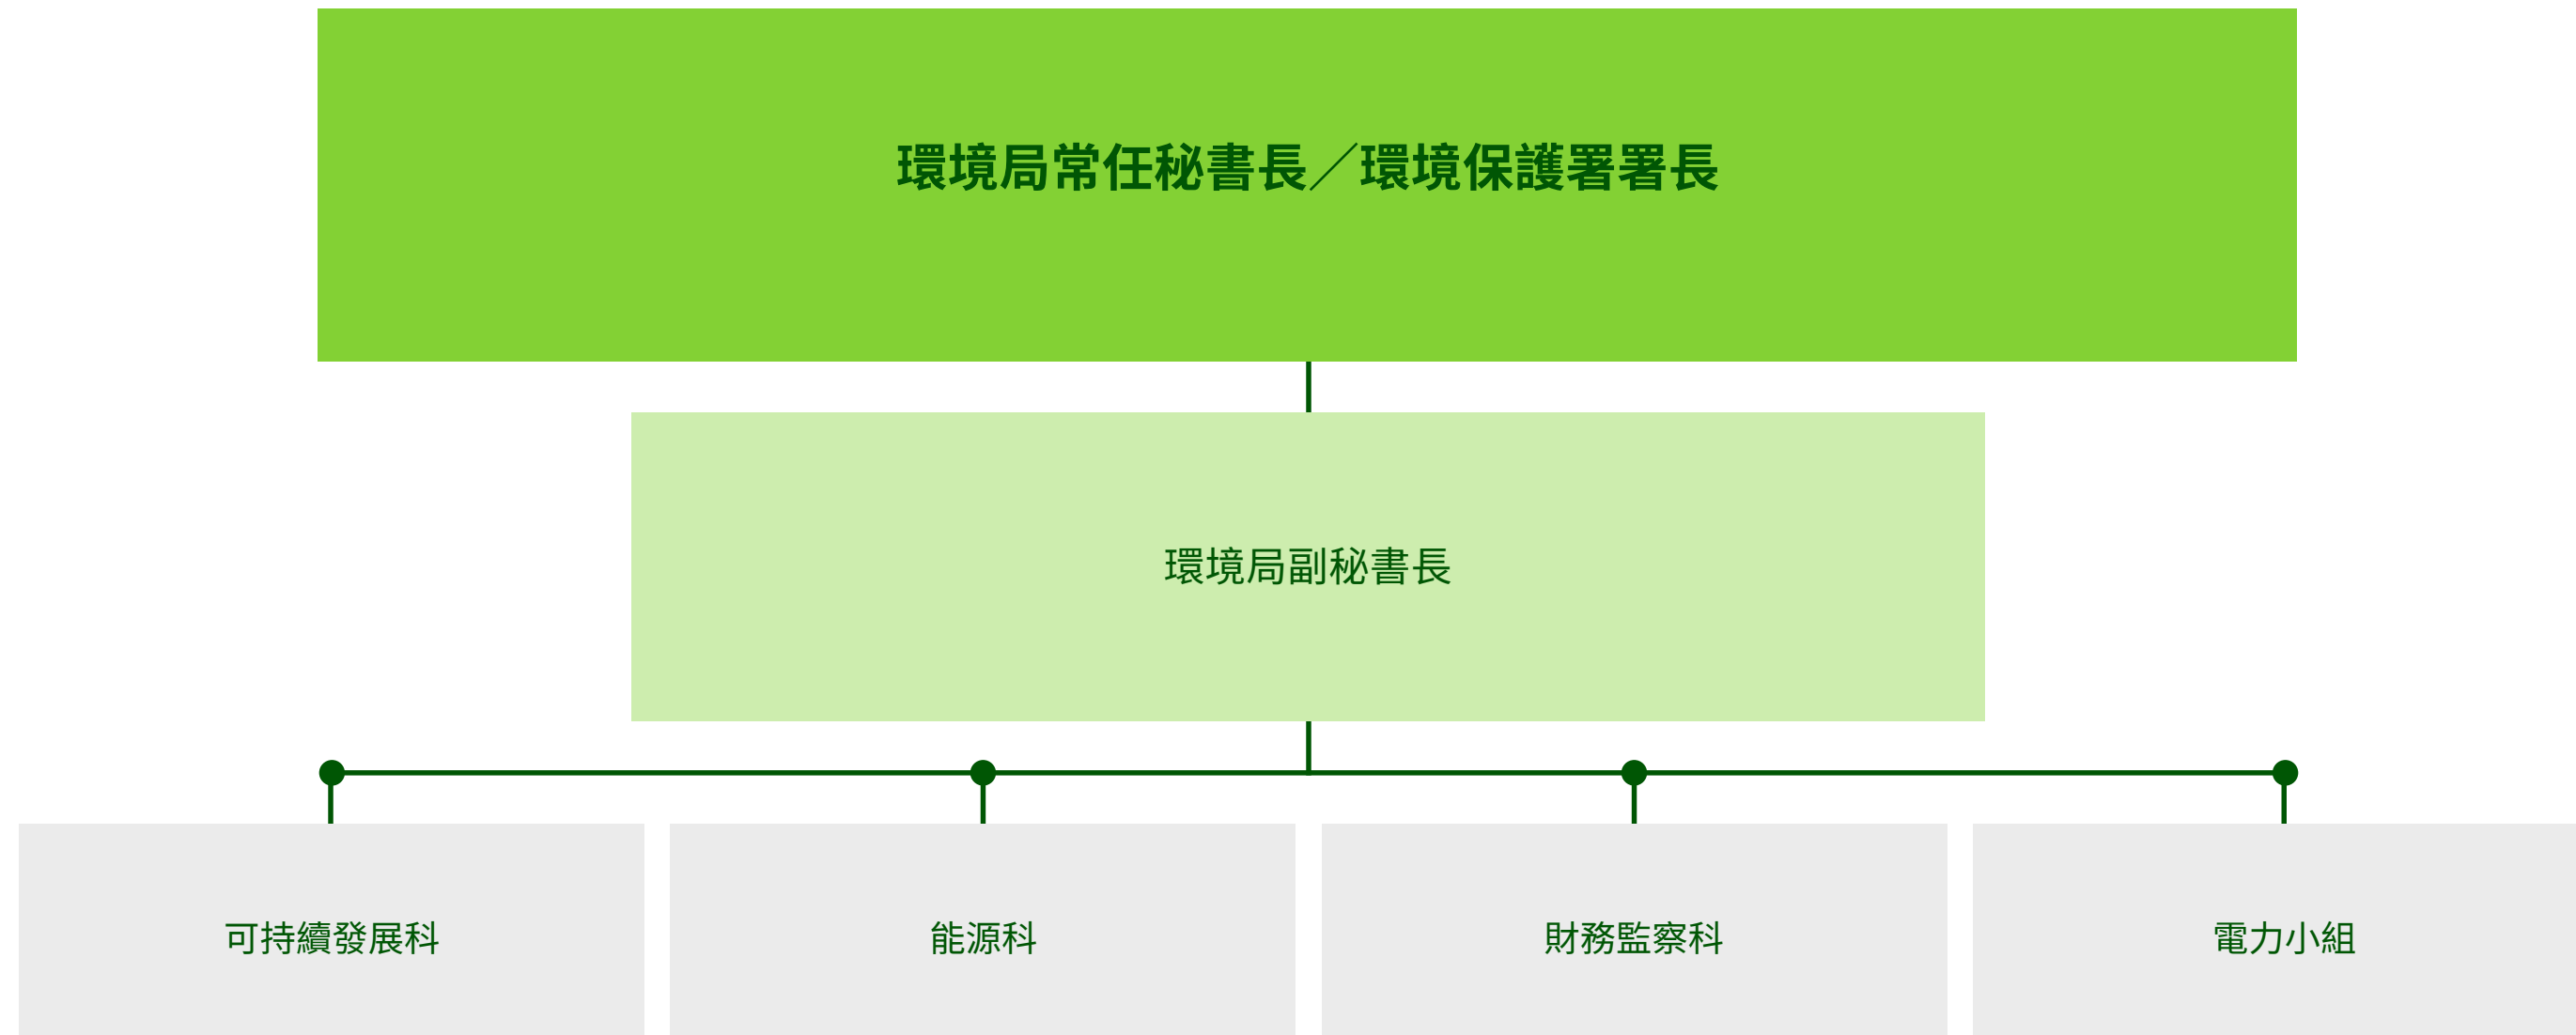 環境局常任秘書長／環境保護署署長
環境局副秘書長
可持續發展科
能源科
財務監察科
電力小組